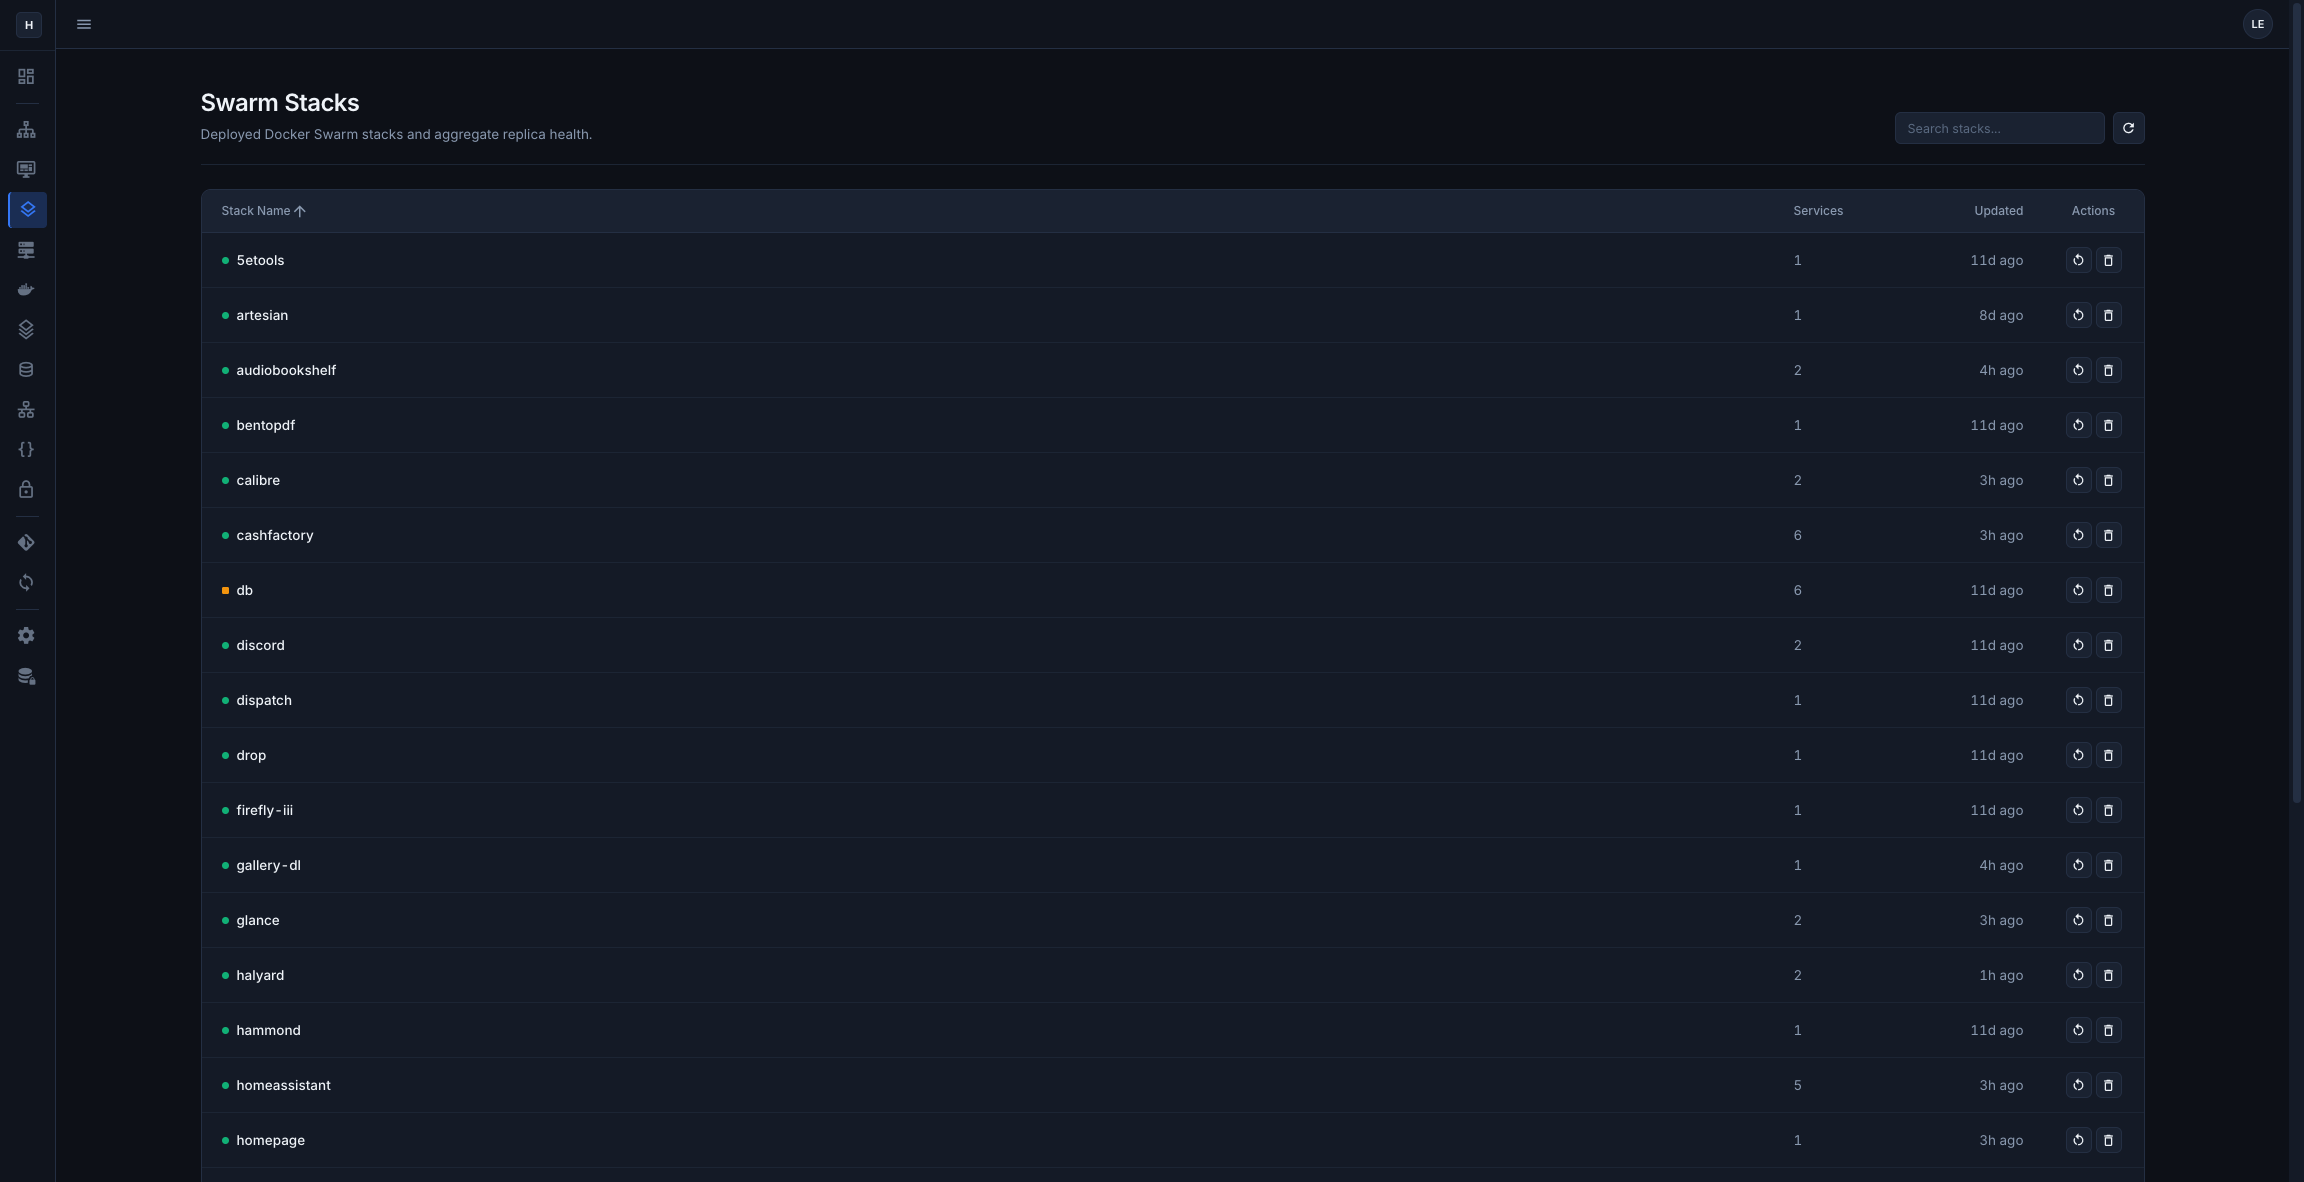 H
LE
Swarm Stacks
Deployed Docker Swarm stacks and aggregate replica health.
Search stacks...
Stack Name Services Updated Actions
5etools 1 11d ago
artesian 1 8d ago
audiobookshelf 2 4h ago
bentopdf 1 11d ago
calibre 2 3h ago
cashfactory 6 3h ago
db 6 11d ago
discord 2 11d ago
dispatch 1 11d ago
drop 1 11d ago
firefly-iii 1 11d ago
gallery-dl 1 4h ago
glance 2 3h ago
halyard 2 1h ago
hammond 1 11d ago
homeassistant 5 3h ago
homepage 1 3h ago